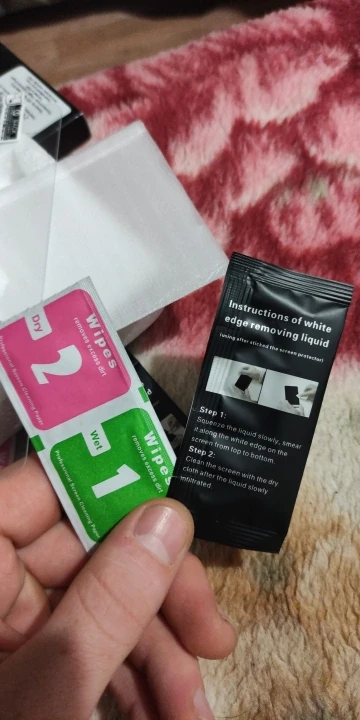 Instructions of white
edge removing liquid
(using after sticked the screen protector)
Step 1:
Squeeze the liquid slowly, smear
it along the white edge on the
screen from top to bottom.
Step 2:
Clean the screen with the dry
cloth after the liquid slowly
infiltrated.
Dry
2
Wipes
removes excess dirt
Professional Screen Cleaning Paper
Wet
1
Wipe
removes excess dirt
Professional Screen Cleaning Paper